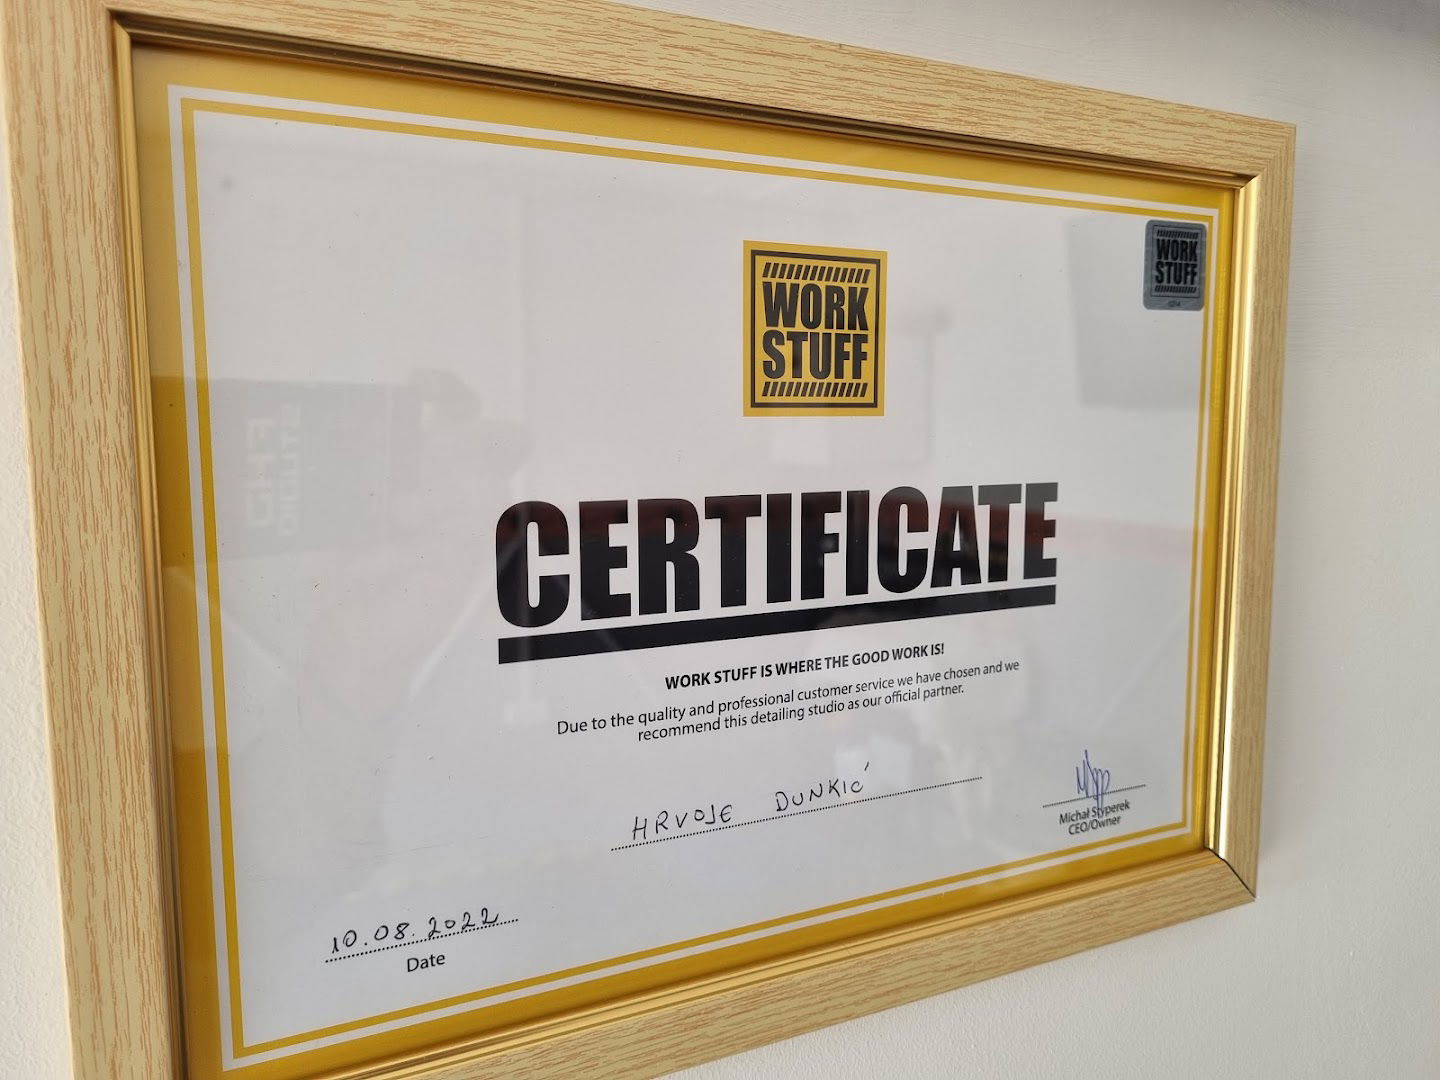 WORK
STUFF
WORK
STUFF
CERTIFICATE
WORK STUFF IS WHERE THE GOOD WORK IS!
Due to the quality and professional customer service we have chosen and we
recommend this detailing studio as our official partner.
HRVOJE DUNKIĆ
Michał Styperek
CEO/Owner
10.08.2022
Date